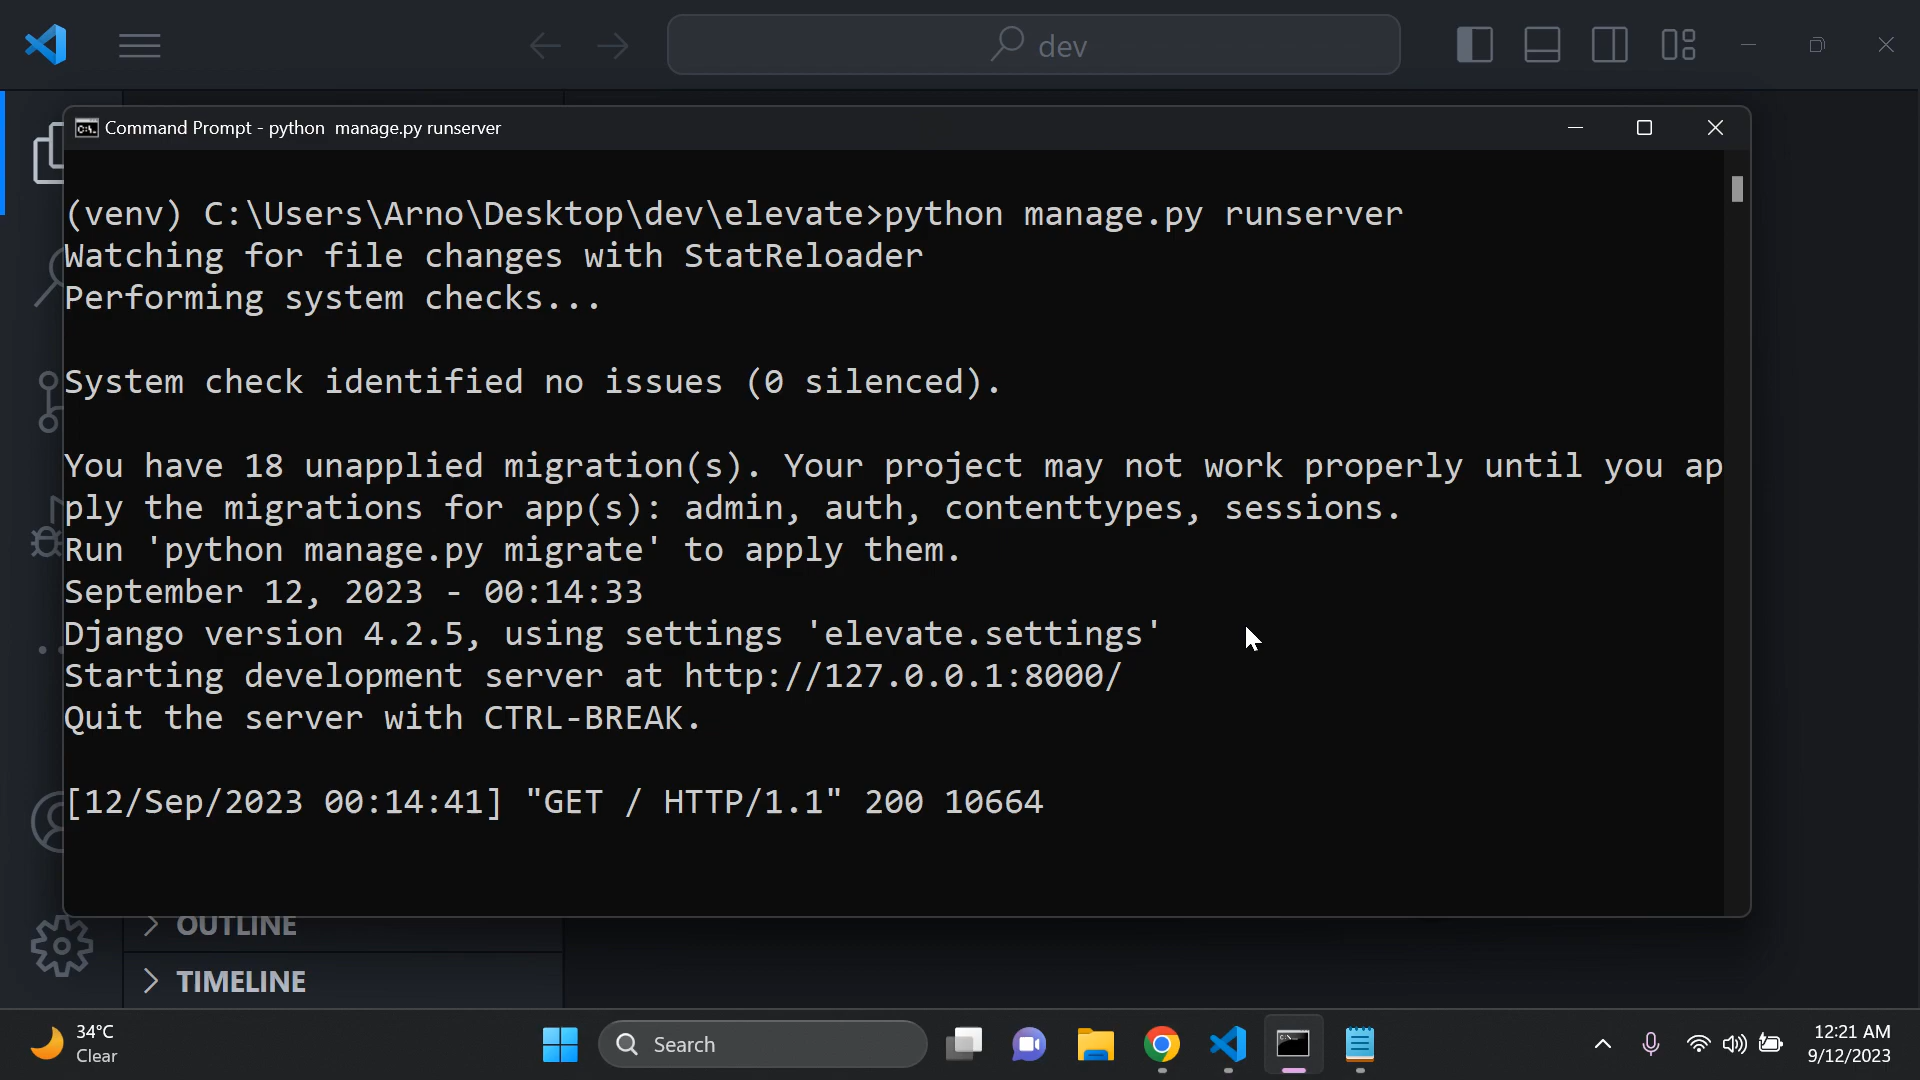 dev
Command Prompt - python  manage.py runserver
(venv) C:\Users\Arno\Desktop\dev\elevate>python manage.py runserver
Watching for file changes with StatReloader
Performing system checks...
System check identified no issues (0 silenced).
You have 18 unapplied migration(s). Your project may not work properly until you ap
ply the migrations for app(s): admin, auth, contenttypes, sessions.
Run 'python manage.py migrate' to apply them.
September 12, 2023 - 00:14:33
Django version 4.2.5, using settings 'elevate.settings'
Starting development server at http://127.0.0.1:8000/
Quit the server with CTRL-BREAK.
[12/Sep/2023 00:14:41] "GET / HTTP/1.1" 200 10664
OUTLINE
TIMELINE
34°C
Clear
Search
12:21 AM
9/12/2023